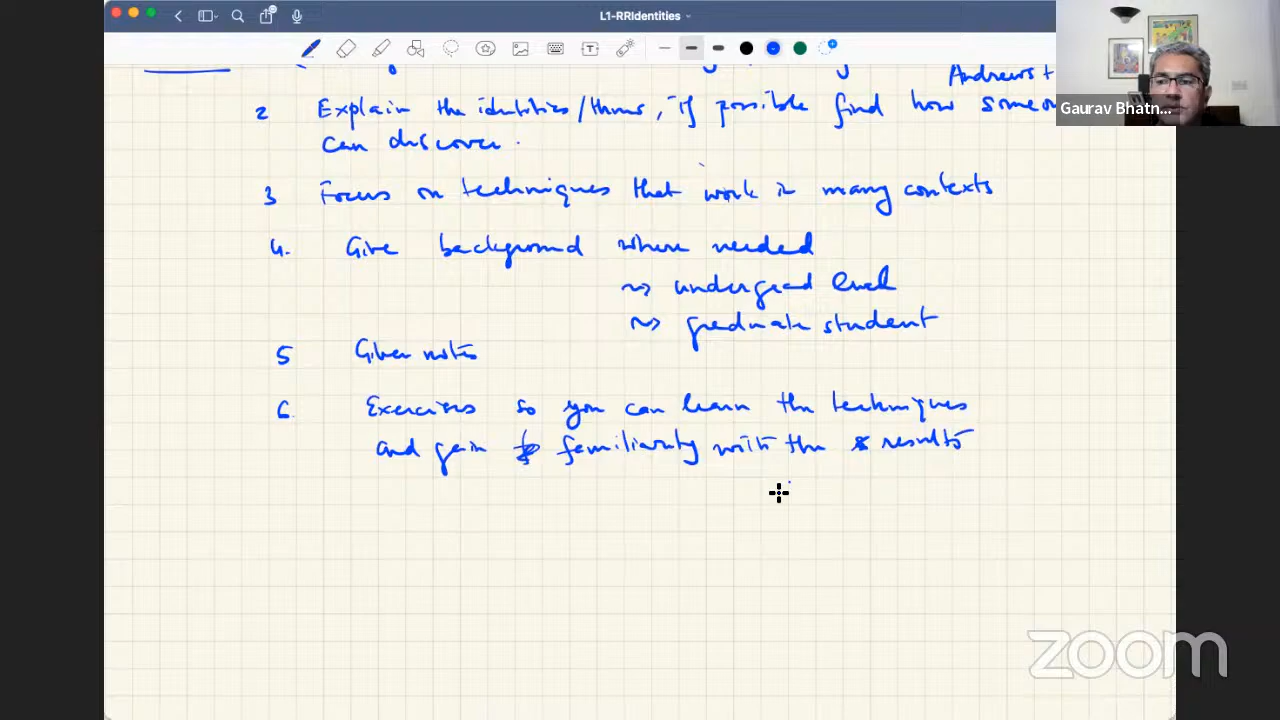 L1-RRIdentities
Andrews +
Gaurav Bhatn...
2 Explain the identities/thms, if possible find how someon
can discover.
3 Focus on techniques that work in many contexts
4. Give background where needed
~> undergrad level
~> graduate student
5 Given notes
6. Exercises so you can learn the techniques
and gain familiarity with the results
zoom